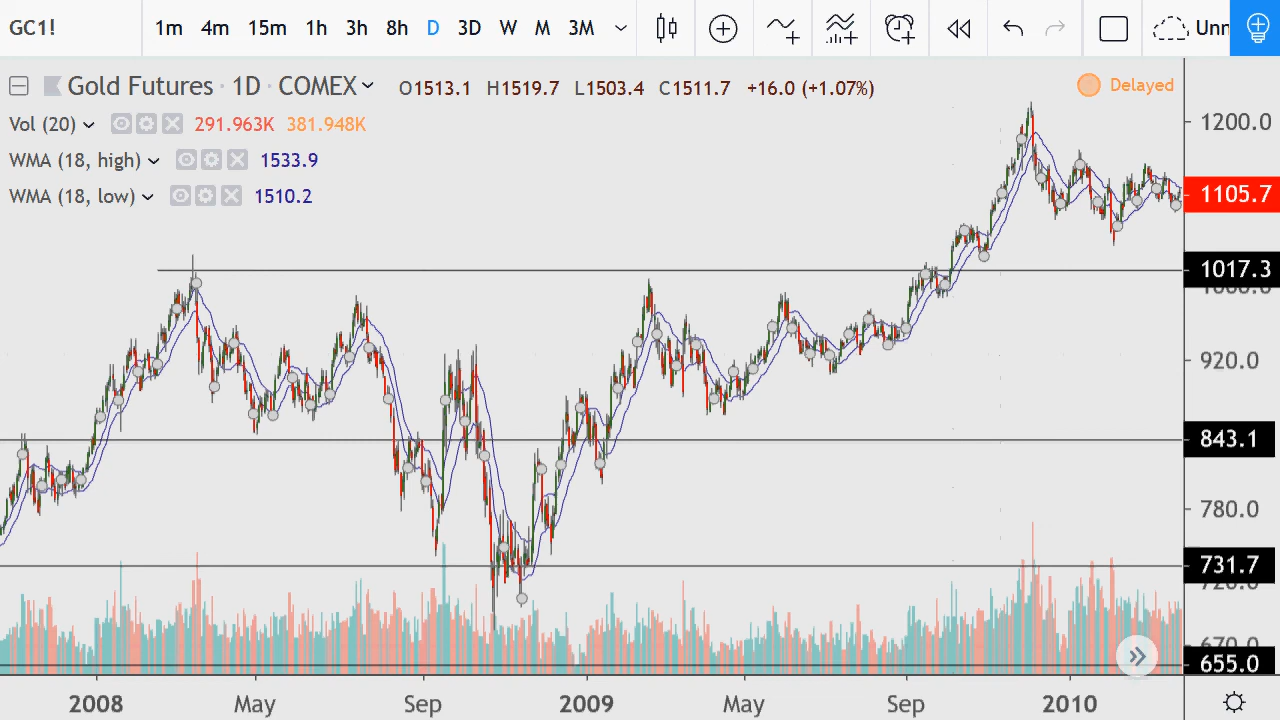 GC1! 1m 4m 15m 1h 3h 8h D 3D W M 3M Unn
Gold Futures · 1D · COMEX O1513.1 H1519.7 L1503.4 C1511.7 +16.0 (+1.07%) Delayed
Vol (20) 291.963K 381.948K
WMA (18, high) 1533.9
WMA (18, low) 1510.2
1200.0
1105.7
1017.3
920.0
843.1
780.0
731.7
655.0
2008 May Sep 2009 May Sep 2010